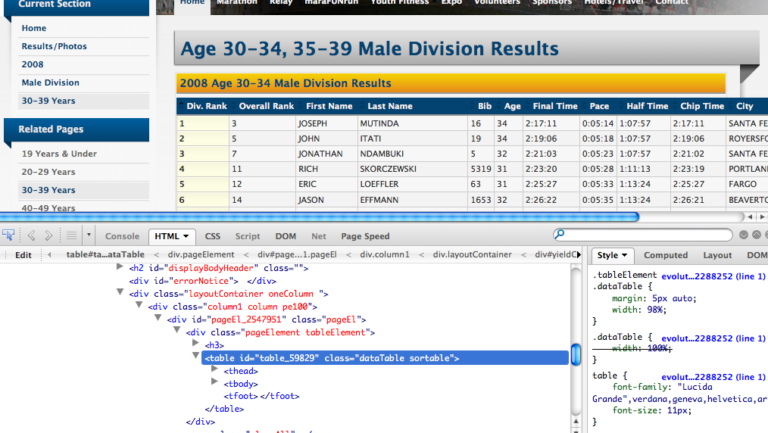 Current Section
Home Marathon Relay maraFUNrun Youth Fitness Expo Volunteers Sponsors Hotels/Travel Contact
Home
Results/Photos
2008
Male Division
30-39 Years
Related Pages
19 Years & Under
20-29 Years
30-39 Years
40-49 Years
Age 30-34, 35-39 Male Division Results
2008 Age 30-34 Male Division Results
Div. Rank Overall Rank First Name Last Name Bib Age Final Time Pace Half Time Chip Time City
1 3 JOSEPH MUTINDA 16 34 2:17:11 0:05:14 1:07:57 2:17:11 SANTA FE
2 5 JOHN ITATI 19 34 2:19:06 0:05:18 1:07:57 2:19:06 ROYERSFO
3 7 JONATHAN NDAMBUKI 5 32 2:21:03 0:05:23 1:07:57 2:21:02 SANTA FE
4 11 RICH SKORCZEWSKI 5319 31 2:23:20 0:05:28 1:11:13 2:23:19 PORTLAN
5 12 ERIC LOEFFLER 63 31 2:25:27 0:05:33 1:13:24 2:25:27 FARGO
6 14 JASON EFFMANN 1653 32 2:26:22 0:05:35 1:13:24 2:26:21 BEAVERTO
Console HTML CSS Script DOM Net Page Speed
Edit table#ta...ataTable < div.pageElement < div#page...1.pageEl < div.column1 < div.layoutContainer < div#yieldC
<h2 id="displayBodyHeader" class="">
<div id="errorNotice"> </div>
<div class="layoutContainer oneColumn ">
<div class="column1 column pe100">
<div id="pageEl_2547951" class="pageEl">
<div class="pageElement tableElement">
<h3>
<table id="table_59829" class="dataTable sortable">
<thead>
<tbody>
<tfoot></tfoot>
</table>
</div>
Style Computed Layout DOM
.tableElement evolut...2288252 (line 1)
.dataTable {
margin: 5px auto;
width: 98%;
}
.dataTable { evolut...2288252 (line 1)
width: 100%;
}
table { evolut...2288252 (line 1)
font-family: "Lucida
Grande",verdana,geneva,helvetica,ar
font-size: 11px;
}